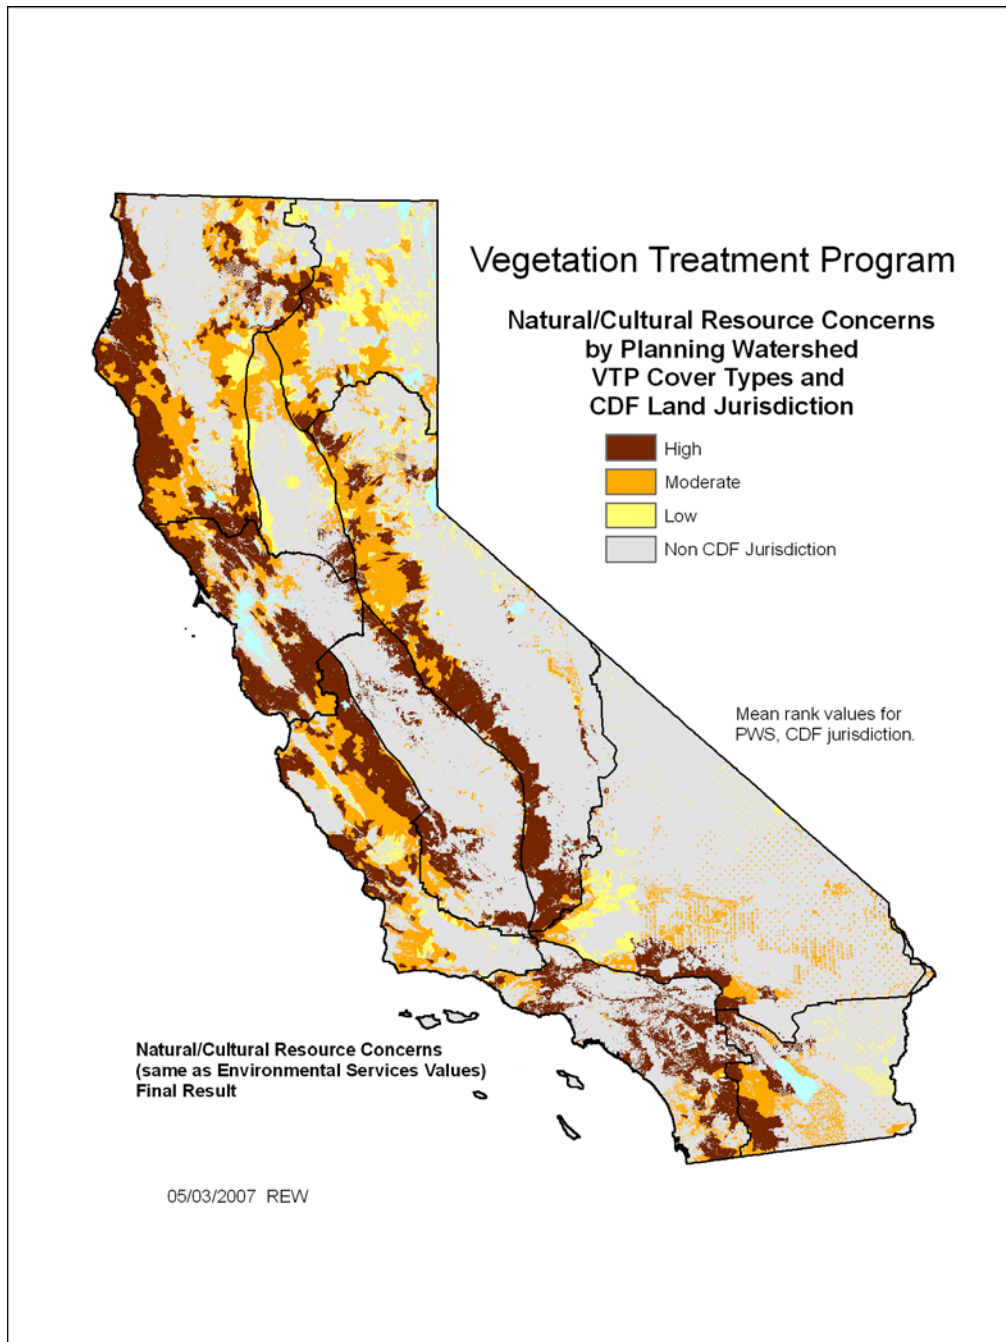 Vegetation Treatment Program
Natural/Cultural Resource Concerns
by Planning Watershed
VTP Cover Types and
CDF Land Jurisdiction
High
Moderate
Low
Non CDF Jurisdiction
Mean rank values for
PWS, CDF jurisdiction.
Natural/Cultural Resource Concerns
(same as Environmental Services Values)
Final Result
05/03/2007 REW